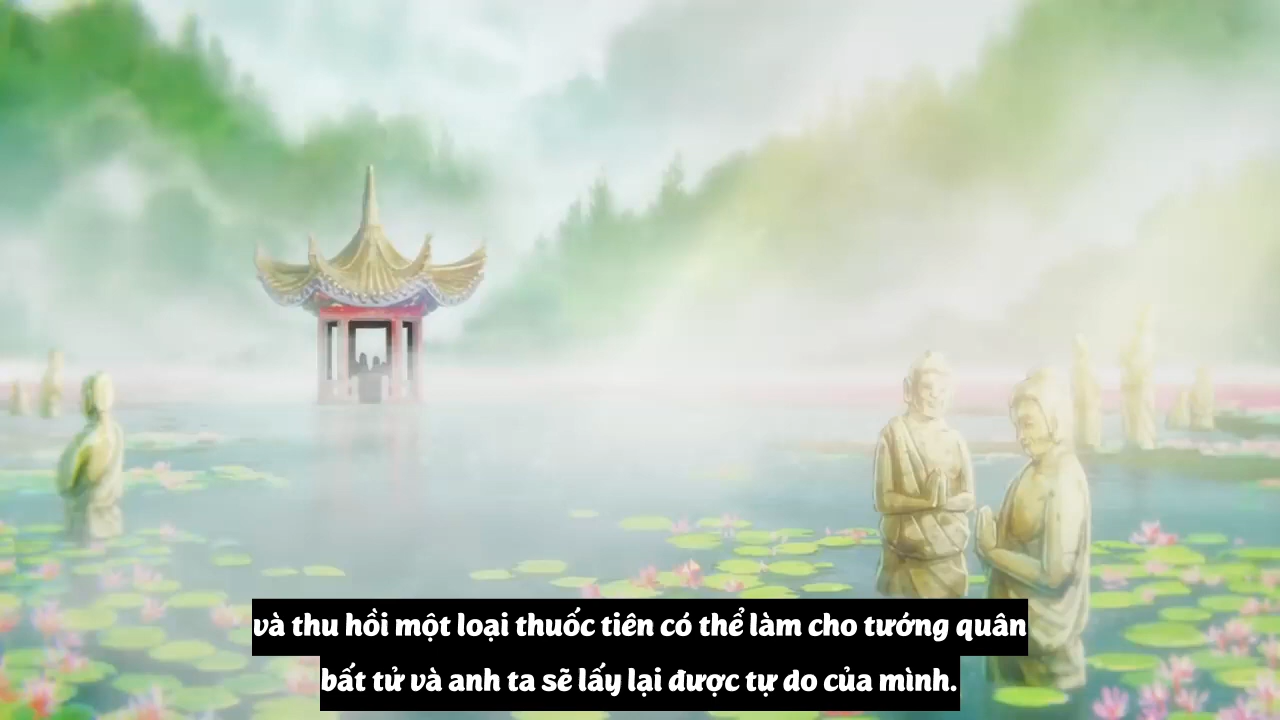 và thu hồi một loại thuốc tiên có thể làm cho tướng quân
bất tử và anh ta sẽ lấy lại được tự do của mình.